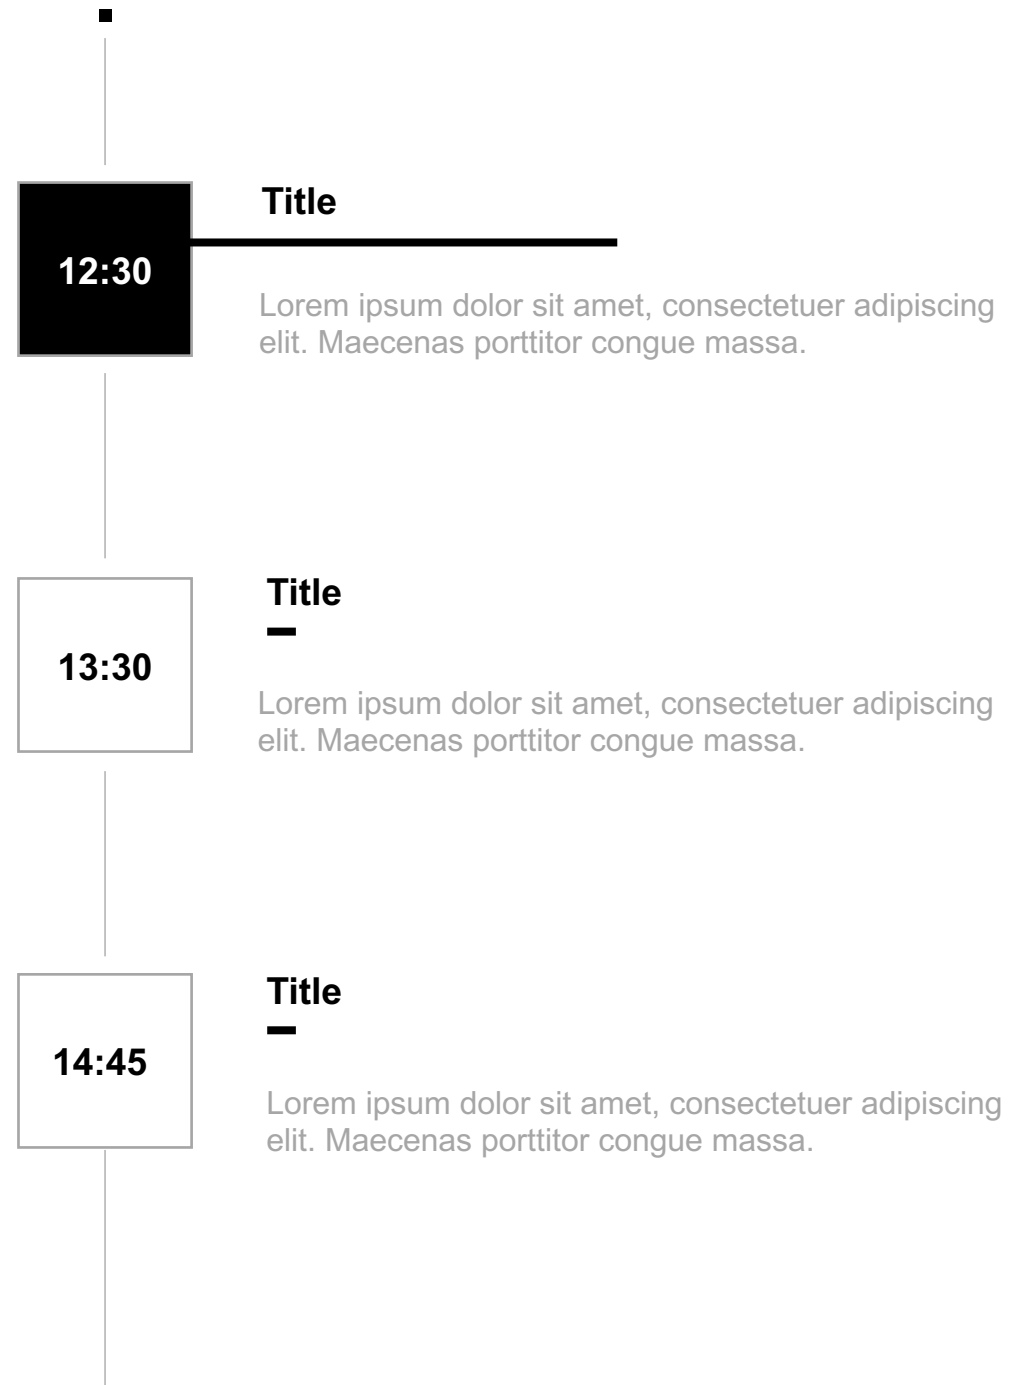 Title
12:30
Lorem ipsum dolor sit amet, consectetuer adipiscing
elit. Maecenas porttitor congue massa.
Title
13:30
Lorem ipsum dolor sit amet, consectetuer adipiscing
elit. Maecenas porttitor congue massa.
Title
14:45
Lorem ipsum dolor sit amet, consectetuer adipiscing
elit. Maecenas porttitor congue massa.